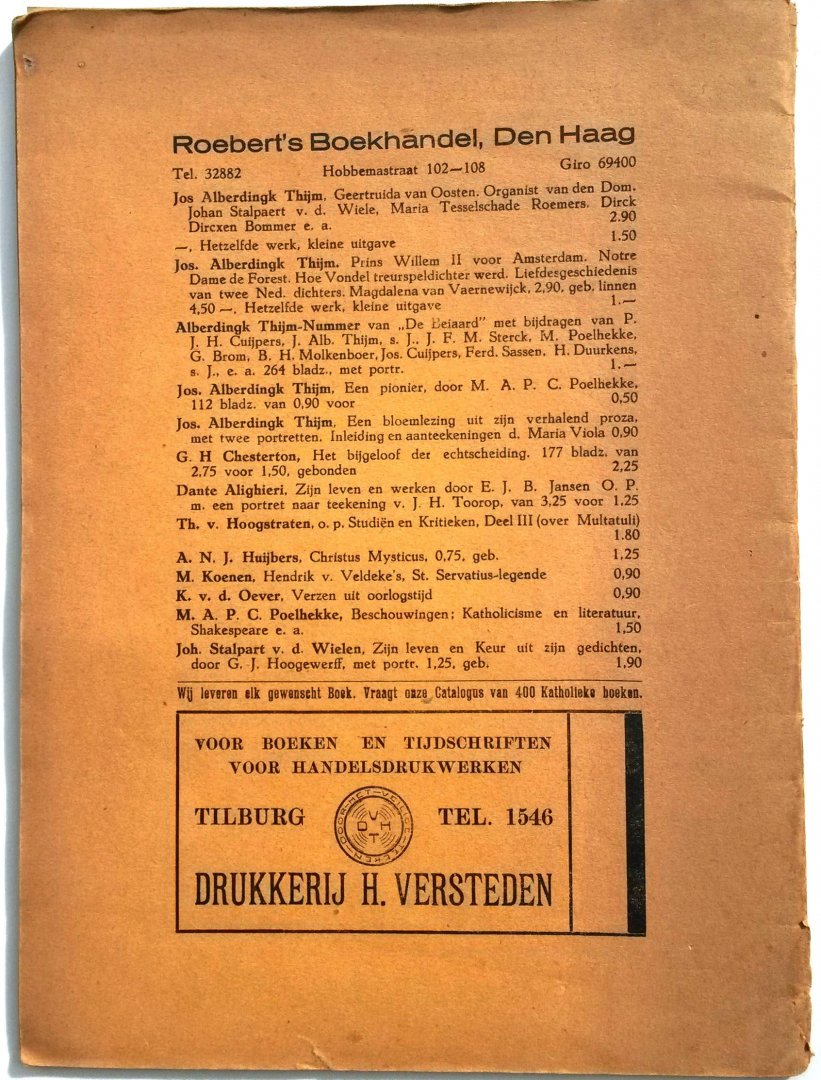 Roebert's Boekhandel, Den Haag
Tel. 32882 Hobbemastraat 102—108 Giro 69400
Jos Alberdingk Thijm, Geertruida van Oosten. Organist van den Dom.
Johan Stalpaert v. d. Wiele, Maria Tesselschade Roemers. Dirck
Dircxen Bommer e. a. 2.90
—, Hetzelfde werk, kleine uitgave 1.50
Jos. Alberdingk Thijm. Prins Willem II voor Amsterdam. Notre
Dame de Forest. Hoe Vondel treurspeldichter werd. Liefdesgeschiedenis
van twee Ned. dichters. Magdalena van Vaernewijck, 2,90, geb. linnen
4,50 —. Hetzelfde werk, kleine uitgave 1.—
Alberdingk Thijm-Nummer van „De Beiaard" met bijdragen van P.
J. H. Cuijpers, J. Alb. Thijm, s. J., J. F. M. Sterck, M. Poelhekke,
G. Brom, B. H. Molkenboer, Jos. Cuijpers, Ferd. Sassen, H. Duurkens,
s. J., e. a. 264 bladz., met portr. 1.—
Jos. Alberdingk Thijm, Een pionier, door M. A. P. C. Poelhekke,
112 bladz. van 0,90 voor 0,50
Jos. Alberdingk Thijm, Een bloemlezing uit zijn verhalend proza,
met twee portretten. Inleiding en aanteekeningen d. Maria Viola 0,90
G. H Chesterton, Het bijgeloof der echtscheiding. 177 bladz. van
2,75 voor 1,50, gebonden 2,25
Dante Alighieri. Zijn leven en werken door E. J. B. Jansen O. P.
m. een portret naar teekening v. J. H. Toorop, van 3,25 voor 1,25
Th. v. Hoogstraten, o. p. Studiën en Kritieken, Deel III (over Multatuli)
1.80
A. N. J. Huijbers, Christus Mysticus, 0,75, geb. 1,25
M. Koenen, Hendrik v. Veldeke's, St. Servatius-legende 0,90
K. v. d. Oever, Verzen uit oorlogstijd 0,90
M. A. P. C. Poelhekke, Beschouwingen; Katholicisme en literatuur,
Shakespeare e. a. 1,50
Joh. Stalpart v. d. Wielen, Zijn leven en Keur uit zijn gedichten,
door G. J. Hoogewerff, met portr. 1,25, geb. 1,90
Wij leveren elk gewenscht Boek. Vraagt onze Catalogus van 400 Katholieke boeken.
VOOR BOEKEN EN TIJDSCHRIFTEN
VOOR HANDELSDRUKWERKEN
TILBURG TEL. 1546
DOOR-HET-VEILIGE-TEEKEN
D V H T
DRUKKERIJ H. VERSTEDEN